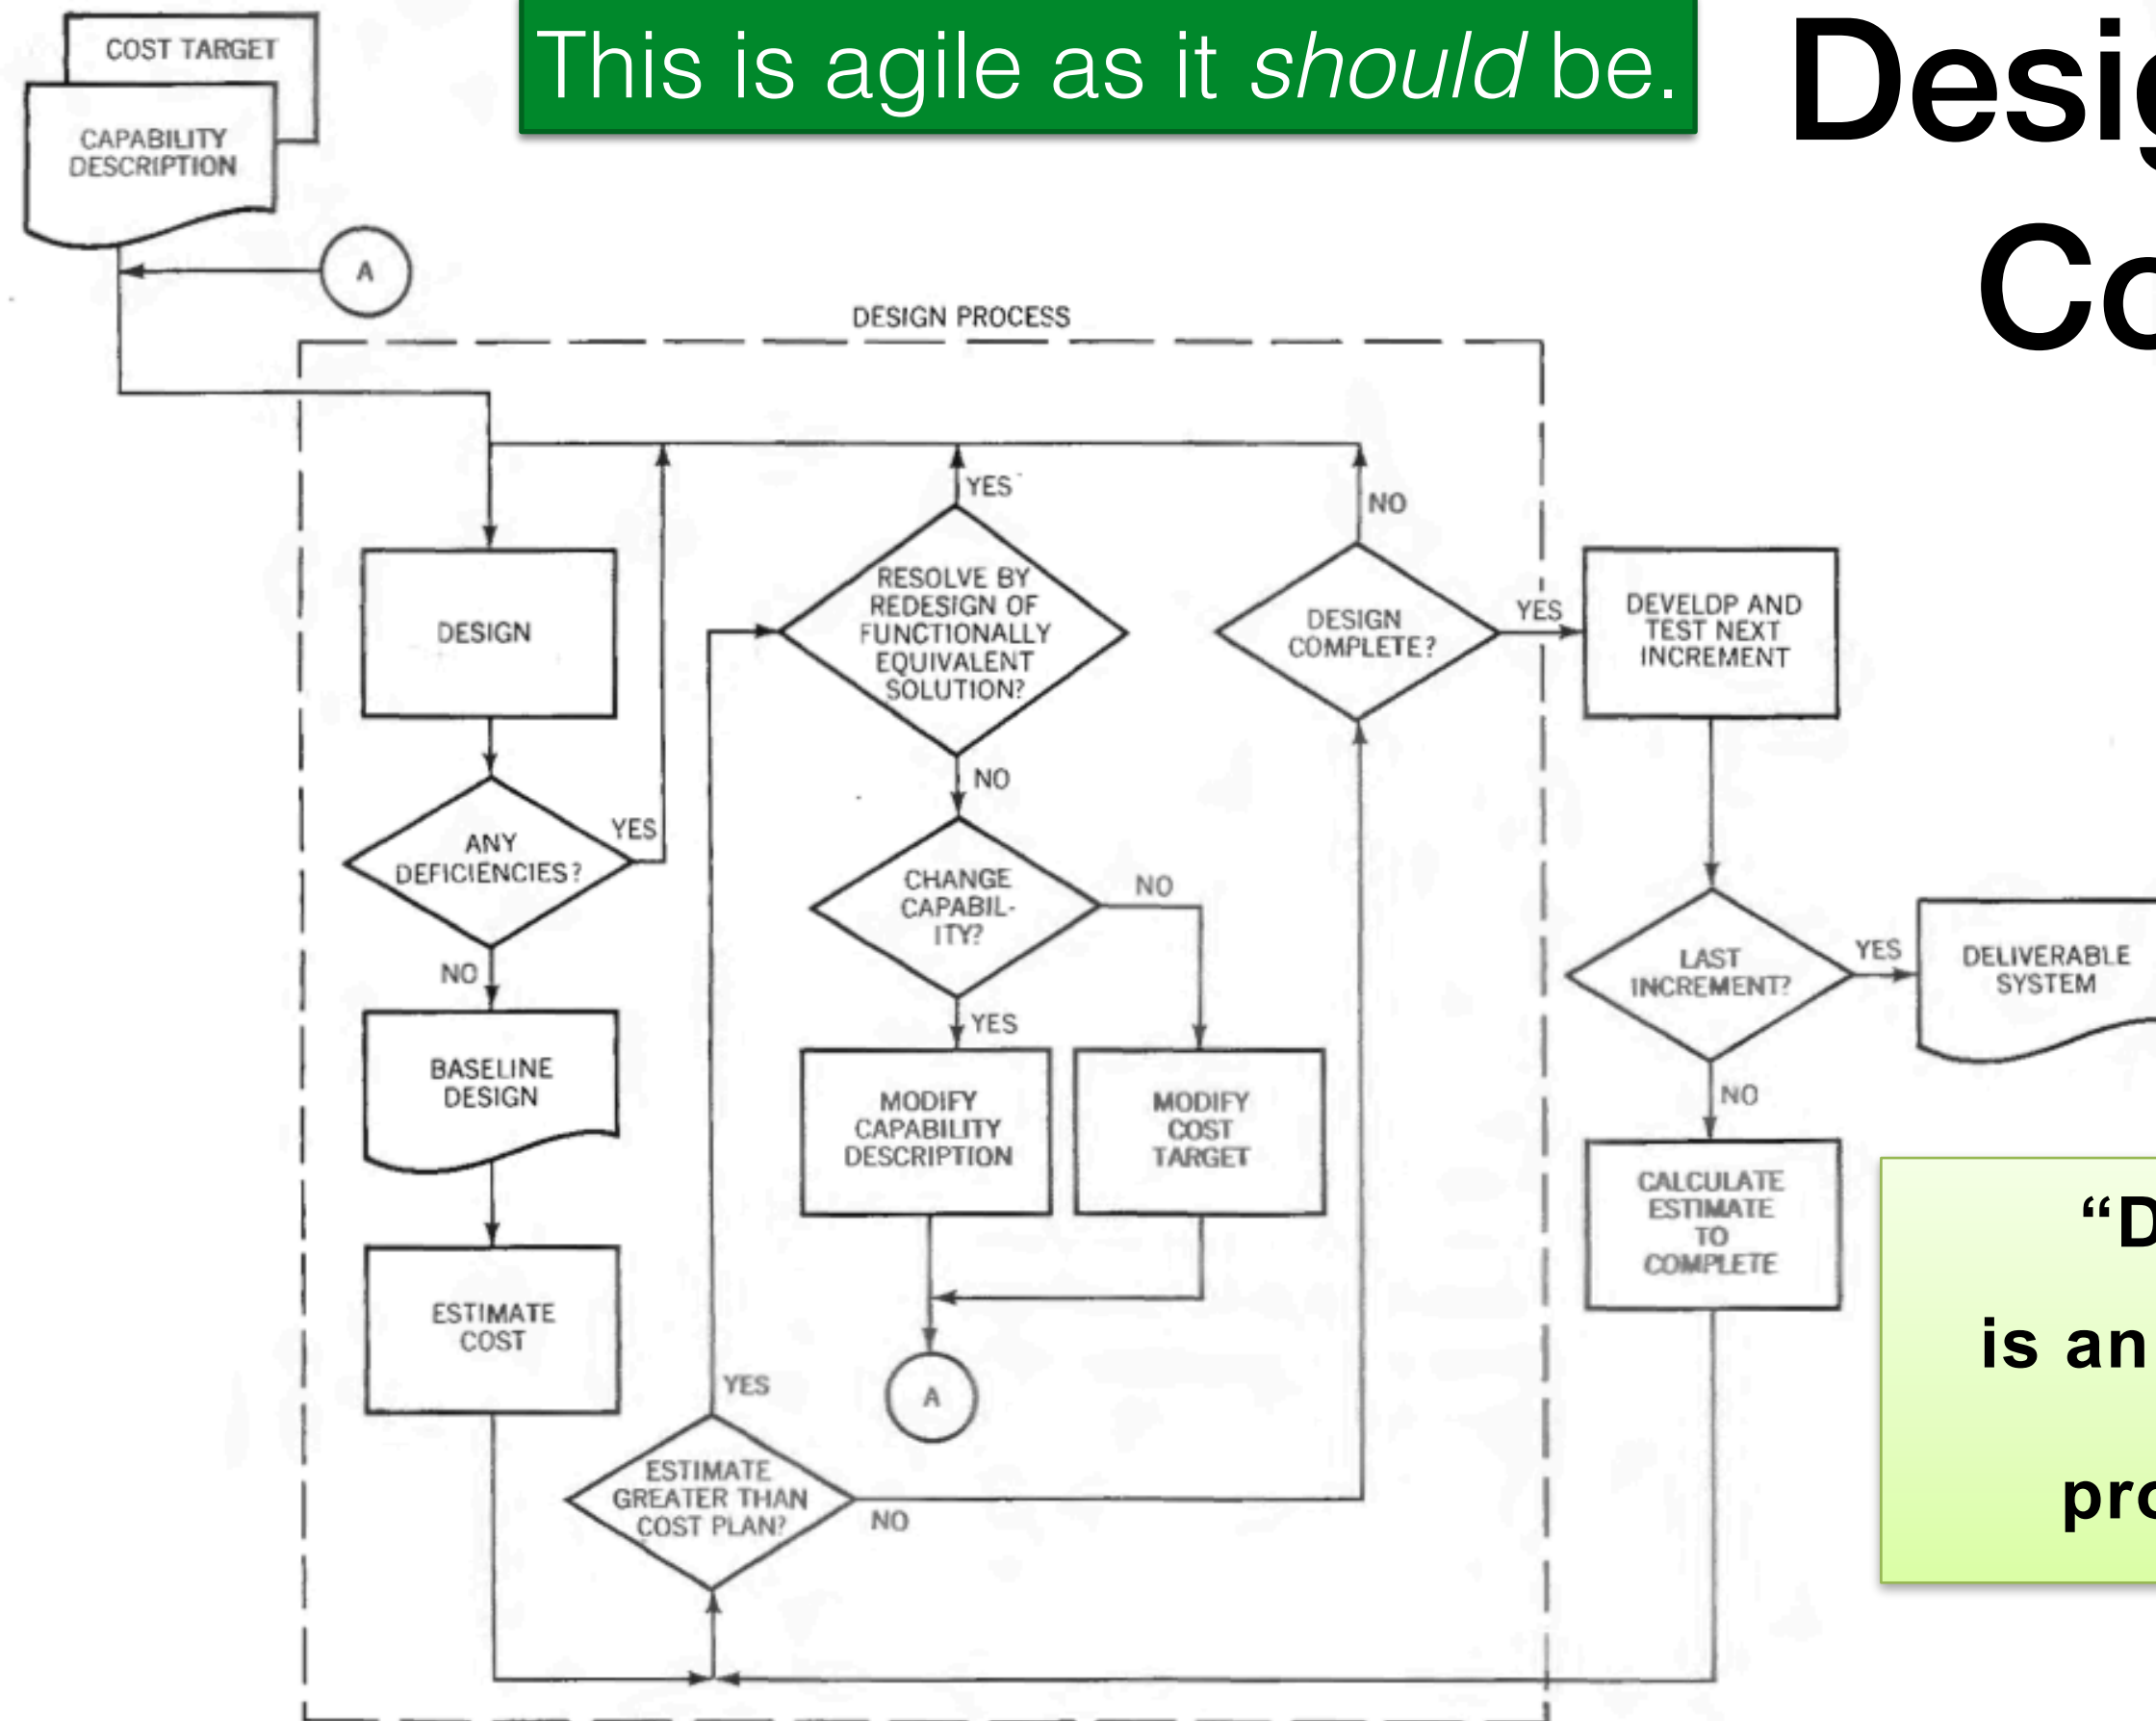 COST TARGET
CAPABILITY
DESCRIPTION
A
This is agile as it should be.
Desig
Co
DESIGN PROCESS
DESIGN
ANY
DEFICIENCIES?
YES
NO
BASELINE
DESIGN
ESTIMATE
COST
ESTIMATE
GREATER THAN
COST PLAN?
YES
NO
RESOLVE BY
REDESIGN OF
FUNCTIONALLY
EQUIVALENT
SOLUTION?
YES
NO
CHANGE
CAPABIL-
ITY?
NO
YES
MODIFY
CAPABILITY
DESCRIPTION
MODIFY
COST
TARGET
A
DESIGN
COMPLETE?
NO
YES
DEVELDP AND
TEST NEXT
INCREMENT
LAST
INCREMENT?
YES
NO
DELIVERABLE
SYSTEM
CALCULATE
ESTIMATE
TO
COMPLETE
“D
is an
pro